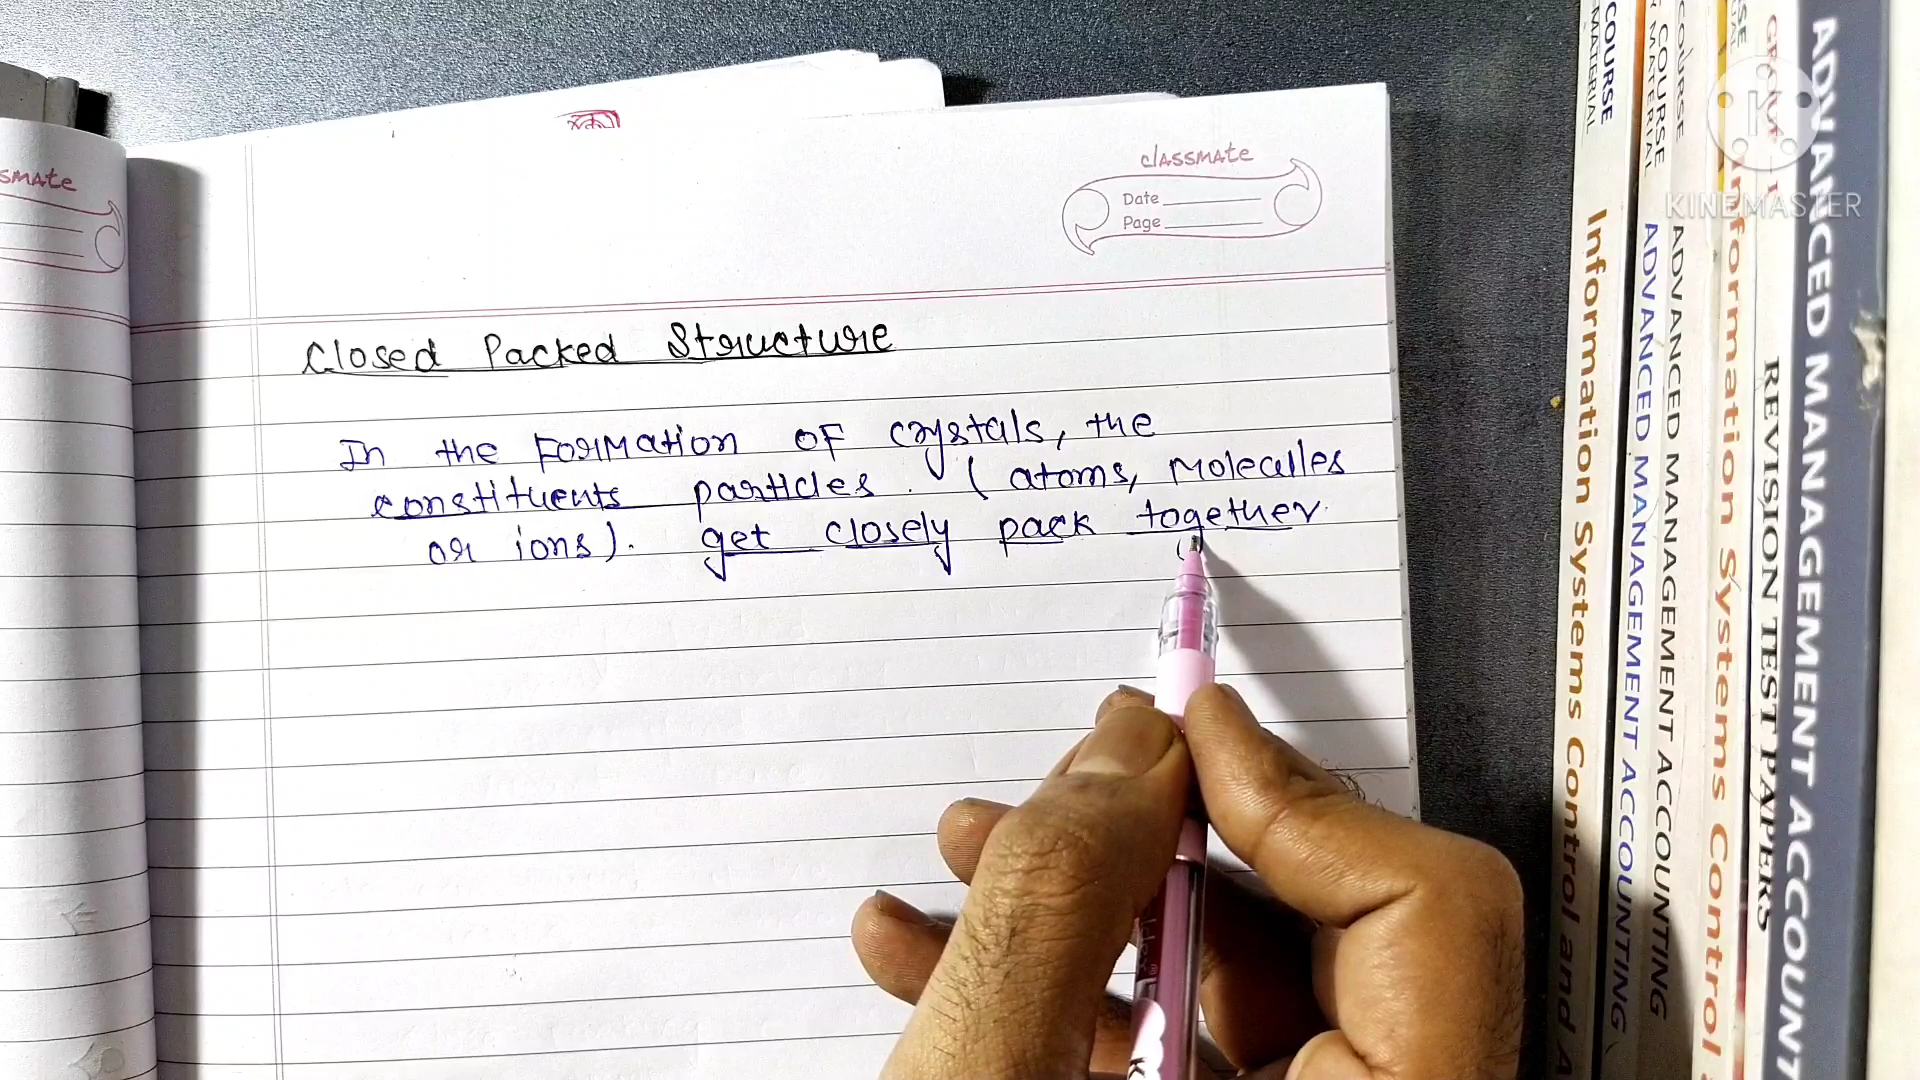 classmate
Date
Page
smate
Closed Packed Structure
In the Formation OF crystals, the
constituents particles. (atoms, Molecules
or ions). get closely pack together.
KINEMASTER
COURSE
MATERIAL
Information Systems Control and A
COURSE
MATERIAL
ADVANCED MANAGEMENT ACCOUNTING
COURSE
ADVANCED MANAGEMENT ACCOUNTING
Information Systems Control
REVISION TEST PAPERS
ADVANCED MANAGEMENT ACCOUNT